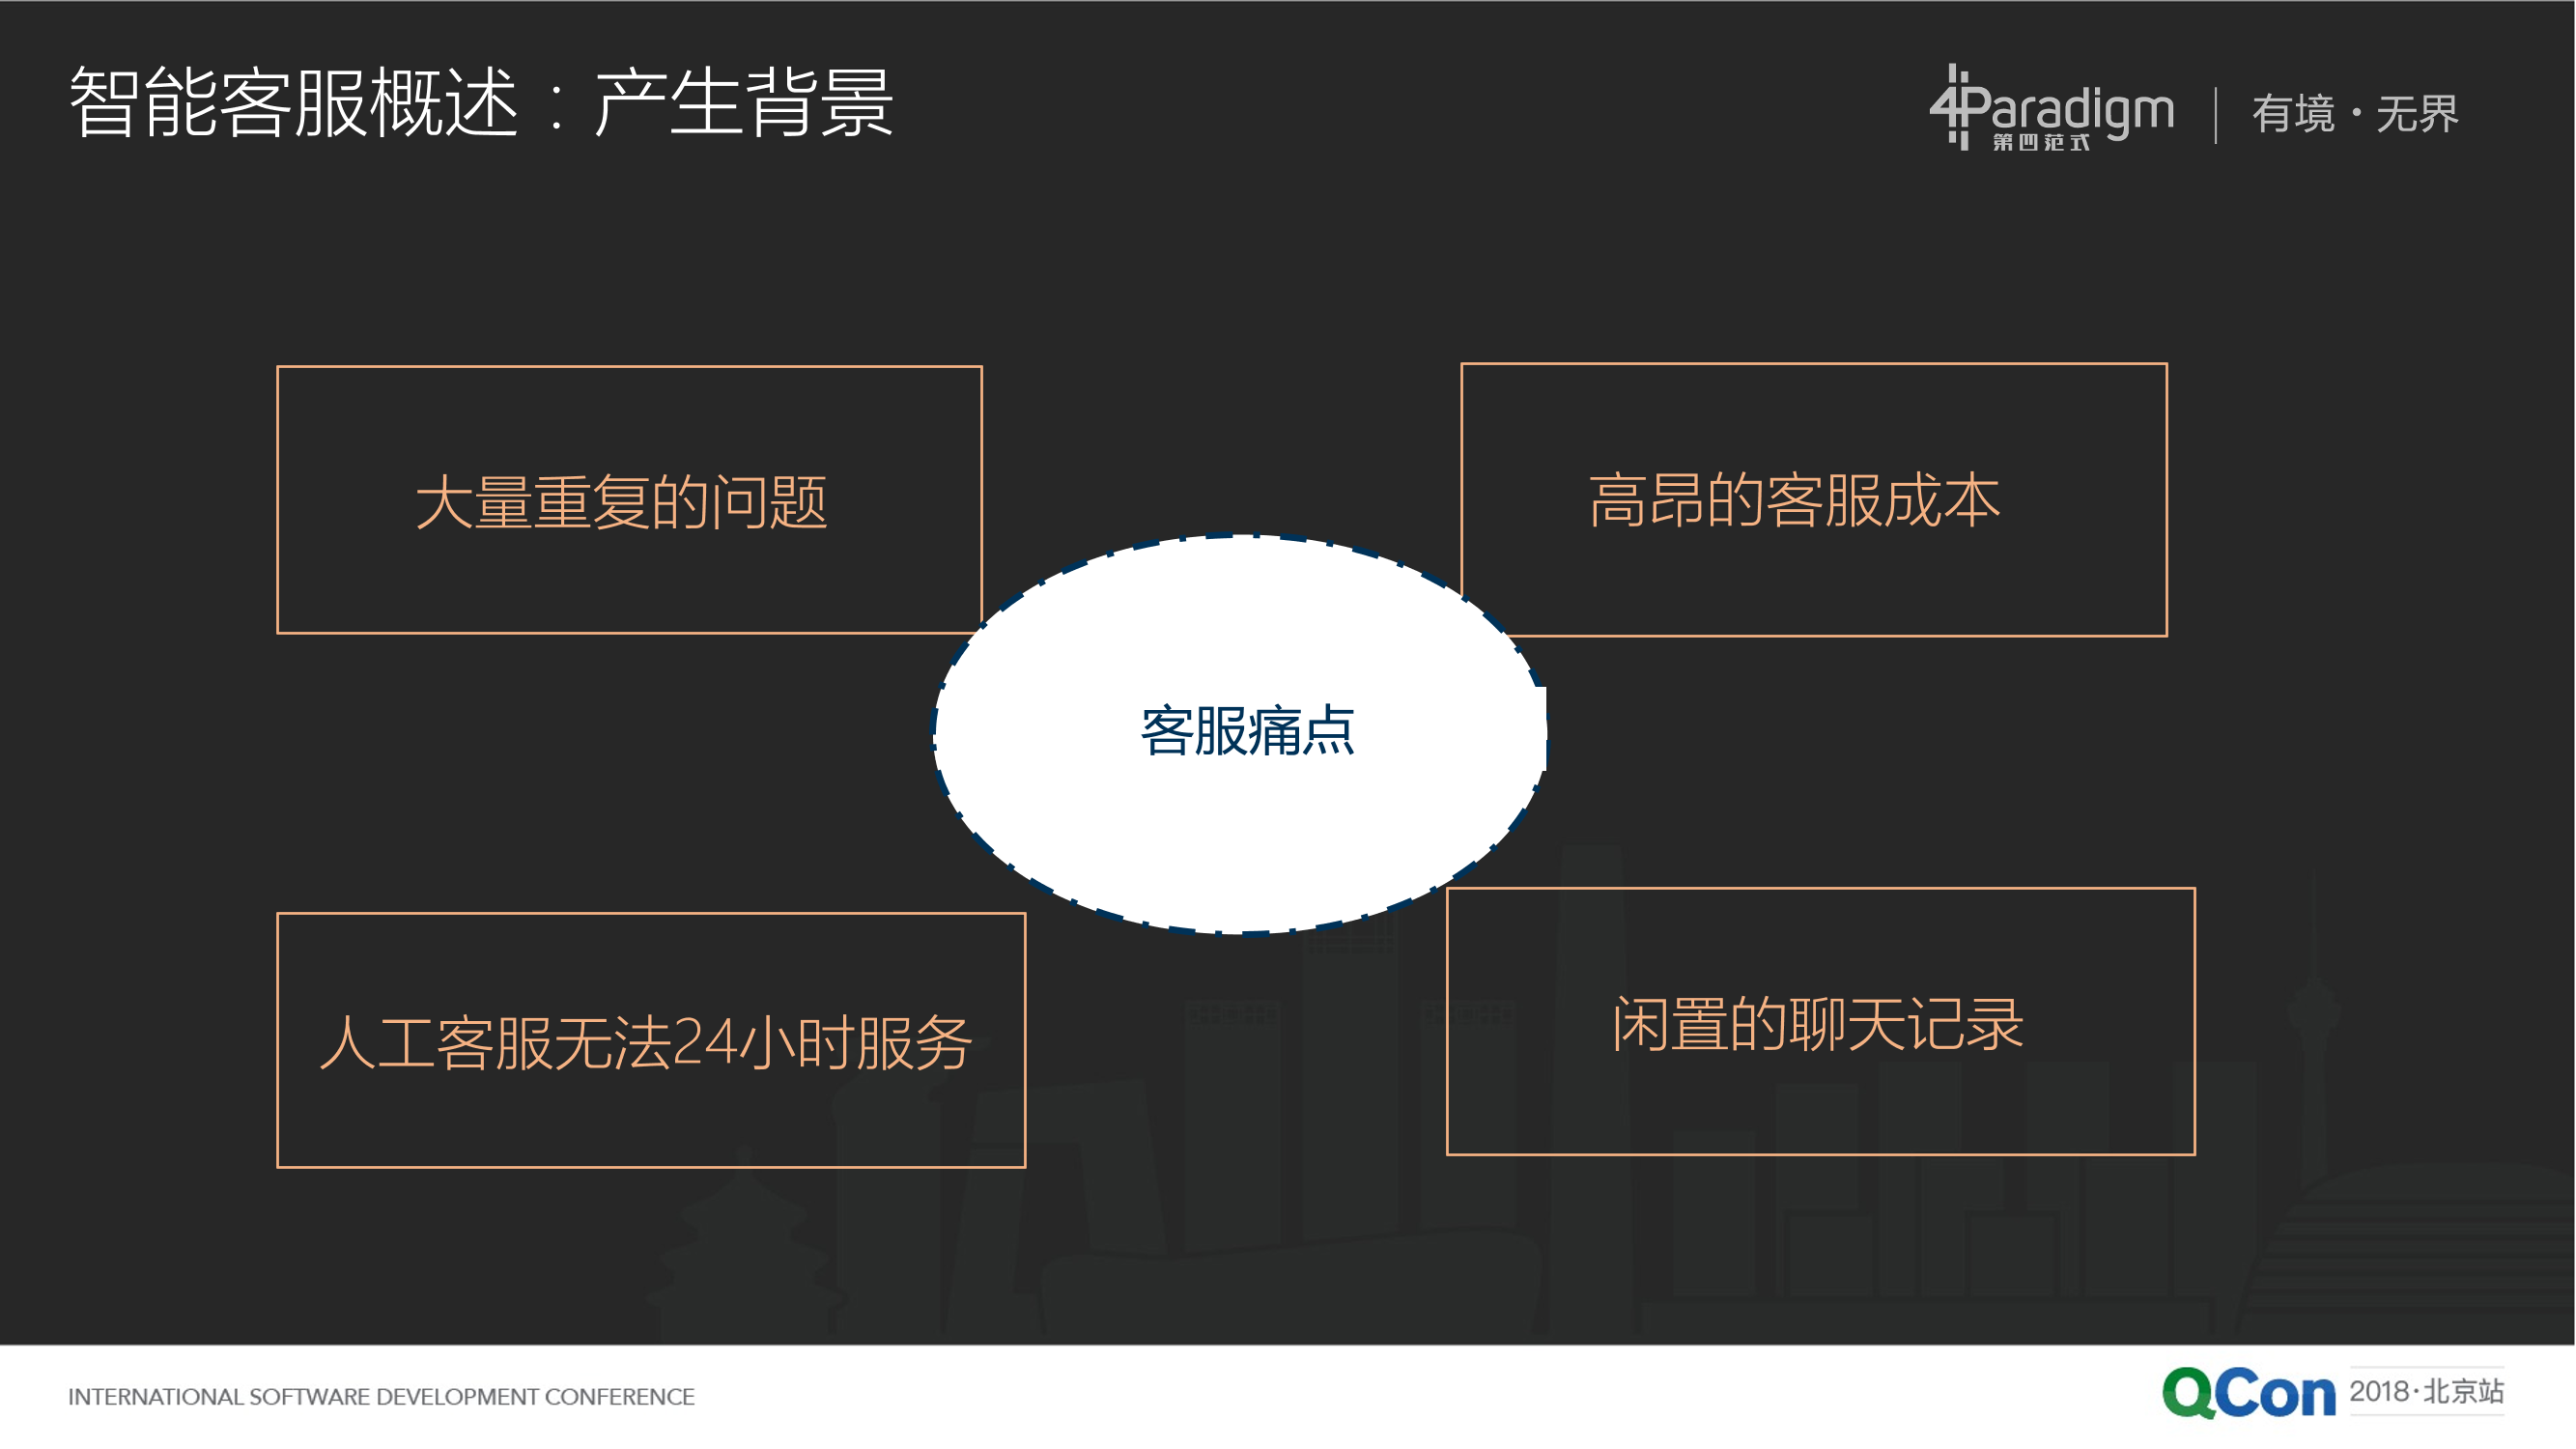 智能客服概述：产生背景
4Paradigm
第四范式
有境·无界
大量重复的问题
高昂的客服成本
客服痛点
人工客服无法24小时服务
闲置的聊天记录
INTERNATIONAL SOFTWARE DEVELOPMENT CONFERENCE
QCon 2018·北京站